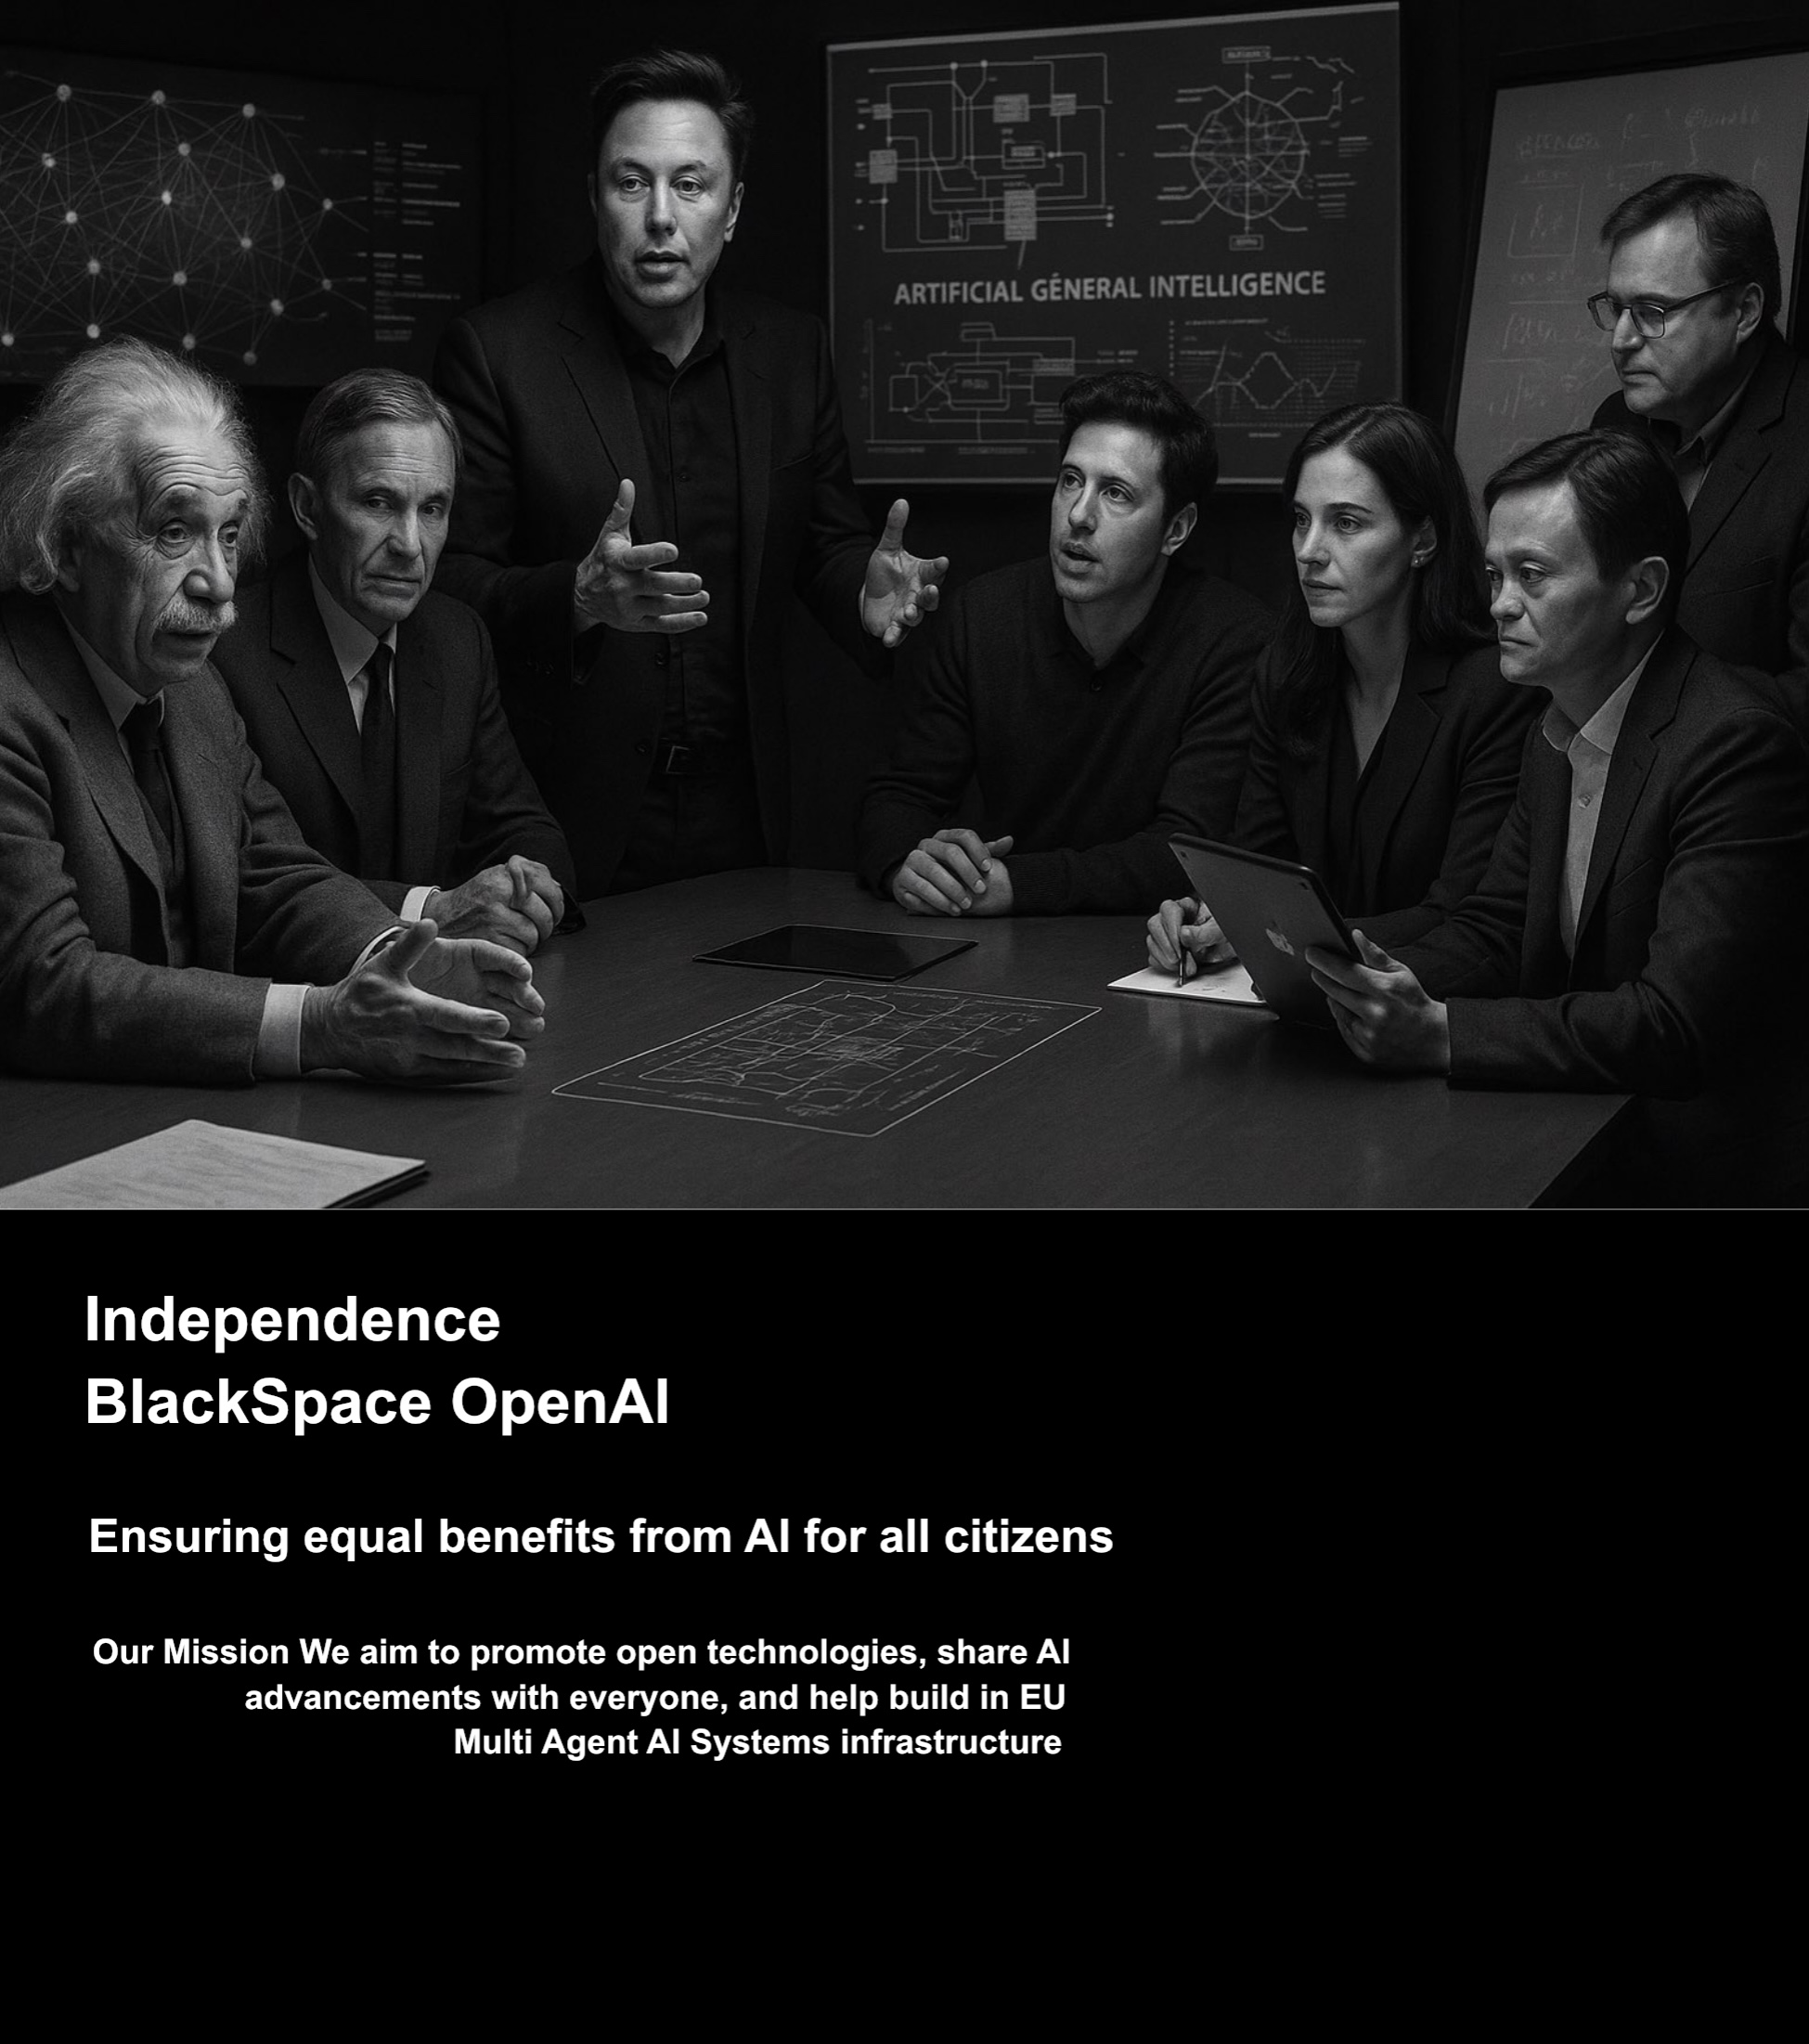 ARTIFICIAL GÉNERAL INTELLIGENCE
Independence
BlackSpace OpenAI
Ensuring equal benefits from AI for all citizens
Our Mission We aim to promote open technologies, share AI
advancements with everyone, and help build in EU
Multi Agent AI Systems infrastructure